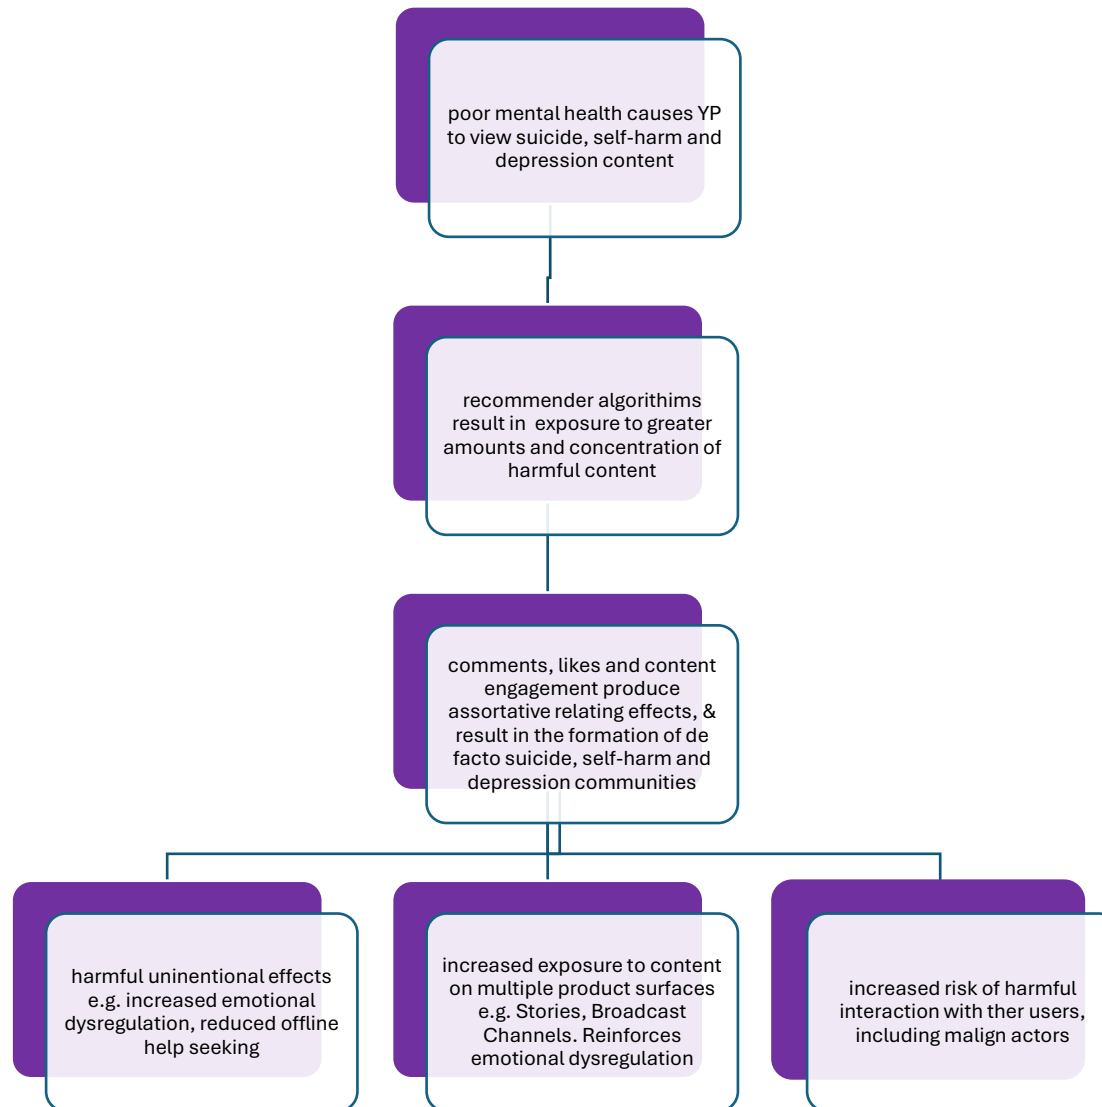 poor mental health causes YP
to view suicide, self-harm and
depression content
recommender algorithims
result in  exposure to greater
amounts and concentration of
harmful content
comments, likes and content
engagement produce
assortative relating effects, &
result in the formation of de
facto suicide, self-harm and
depression communities
harmful uninentional effects
e.g. increased emotional
dysregulation, reduced offline
help seeking
increased exposure to content
on multiple product surfaces
e.g. Stories, Broadcast
Channels. Reinforces
emotional dysregulation
increased risk of harmful
interaction with ther users,
including malign actors